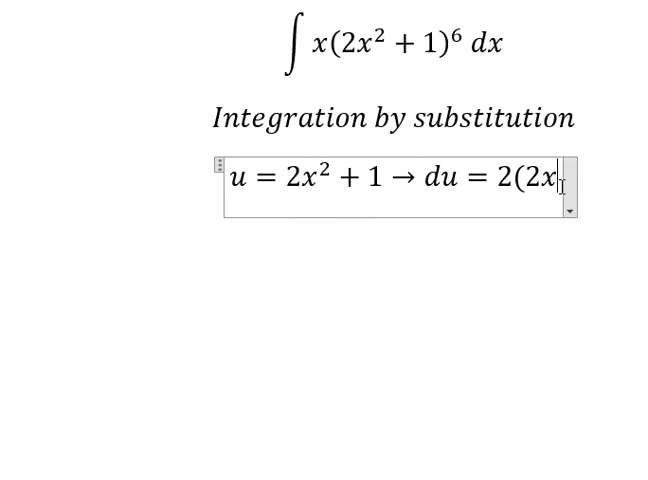 ∫ x(2x² + 1)⁶ dx
Integration by substitution
u = 2x² + 1 → du = 2(2x